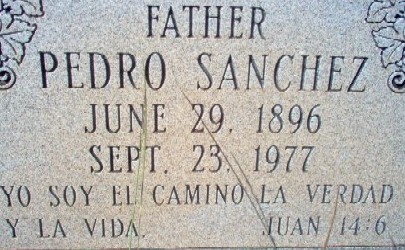 FATHER
PEDRO SANCHEZ
JUNE 29, 1896
SEPT. 23, 1977
YO SOY EL CAMINO LA VERDAD
Y LA VIDA. JUAN 14:6